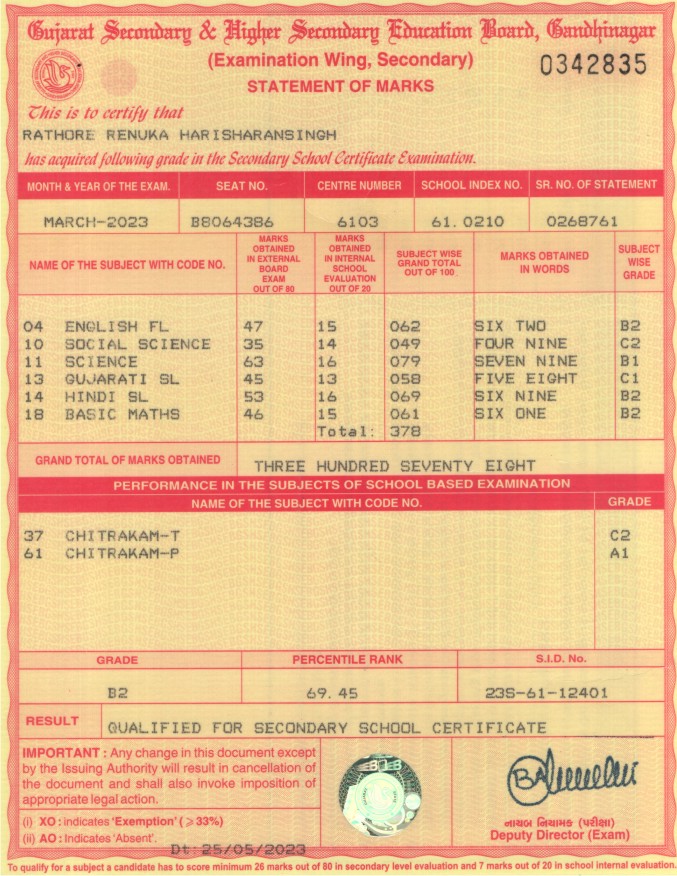 Gujarat Secondary & Higher Secondary Education Board, Gandhinagar
(Examination Wing, Secondary)
0342835
STATEMENT OF MARKS
This is to certify that
RATHORE RENUKA HARISHARANSINGH
has acquired following grade in the Secondary School Certificate Examination.
MONTH & YEAR OF THE EXAM. SEAT NO. CENTRE NUMBER SCHOOL INDEX NO. SR. NO. OF STATEMENT
MARCH-2023 B8064386 6103 61.0210 0268761
NAME OF THE SUBJECT WITH CODE NO. MARKS OBTAINED IN EXTERNAL BOARD EXAM OUT OF 80 MARKS OBTAINED IN INTERNAL SCHOOL EVALUATION OUT OF 20 SUBJECT WISE GRAND TOTAL OUT OF 100 MARKS OBTAINED IN WORDS SUBJECT WISE GRADE
04 ENGLISH FL 47 15 062 SIX TWO B2
10 SOCIAL SCIENCE 35 14 049 FOUR NINE C2
11 SCIENCE 63 16 079 SEVEN NINE B1
13 GUJARATI SL 45 13 058 FIVE EIGHT C1
14 HINDI SL 53 16 069 SIX NINE B2
18 BASIC MATHS 46 15 061 SIX ONE B2
Total: 378
GRAND TOTAL OF MARKS OBTAINED THREE HUNDRED SEVENTY EIGHT
PERFORMANCE IN THE SUBJECTS OF SCHOOL BASED EXAMINATION
NAME OF THE SUBJECT WITH CODE NO. GRADE
37 CHITRAKAM-T C2
61 CHITRAKAM-P A1
GRADE PERCENTILE RANK S.I.D. No.
B2 69.45 23S-61-12401
RESULT QUALIFIED FOR SECONDARY SCHOOL CERTIFICATE
IMPORTANT : Any change in this document except
by the Issuing Authority will result in cancellation of
the document and shall also invoke imposition of
appropriate legal action.
(i) XO : indicates 'Exemption' (⩾33%)
(ii) AO : Indicates 'Absent'.
Dt: 25/05/2023
નાયબ નિયામક (પરીક્ષા)
Deputy Director (Exam)
To qualify for a subject a candidate has to score minimum 26 marks out of 80 in secondary level evaluation and 7 marks out of 20 in school internal evaluation.